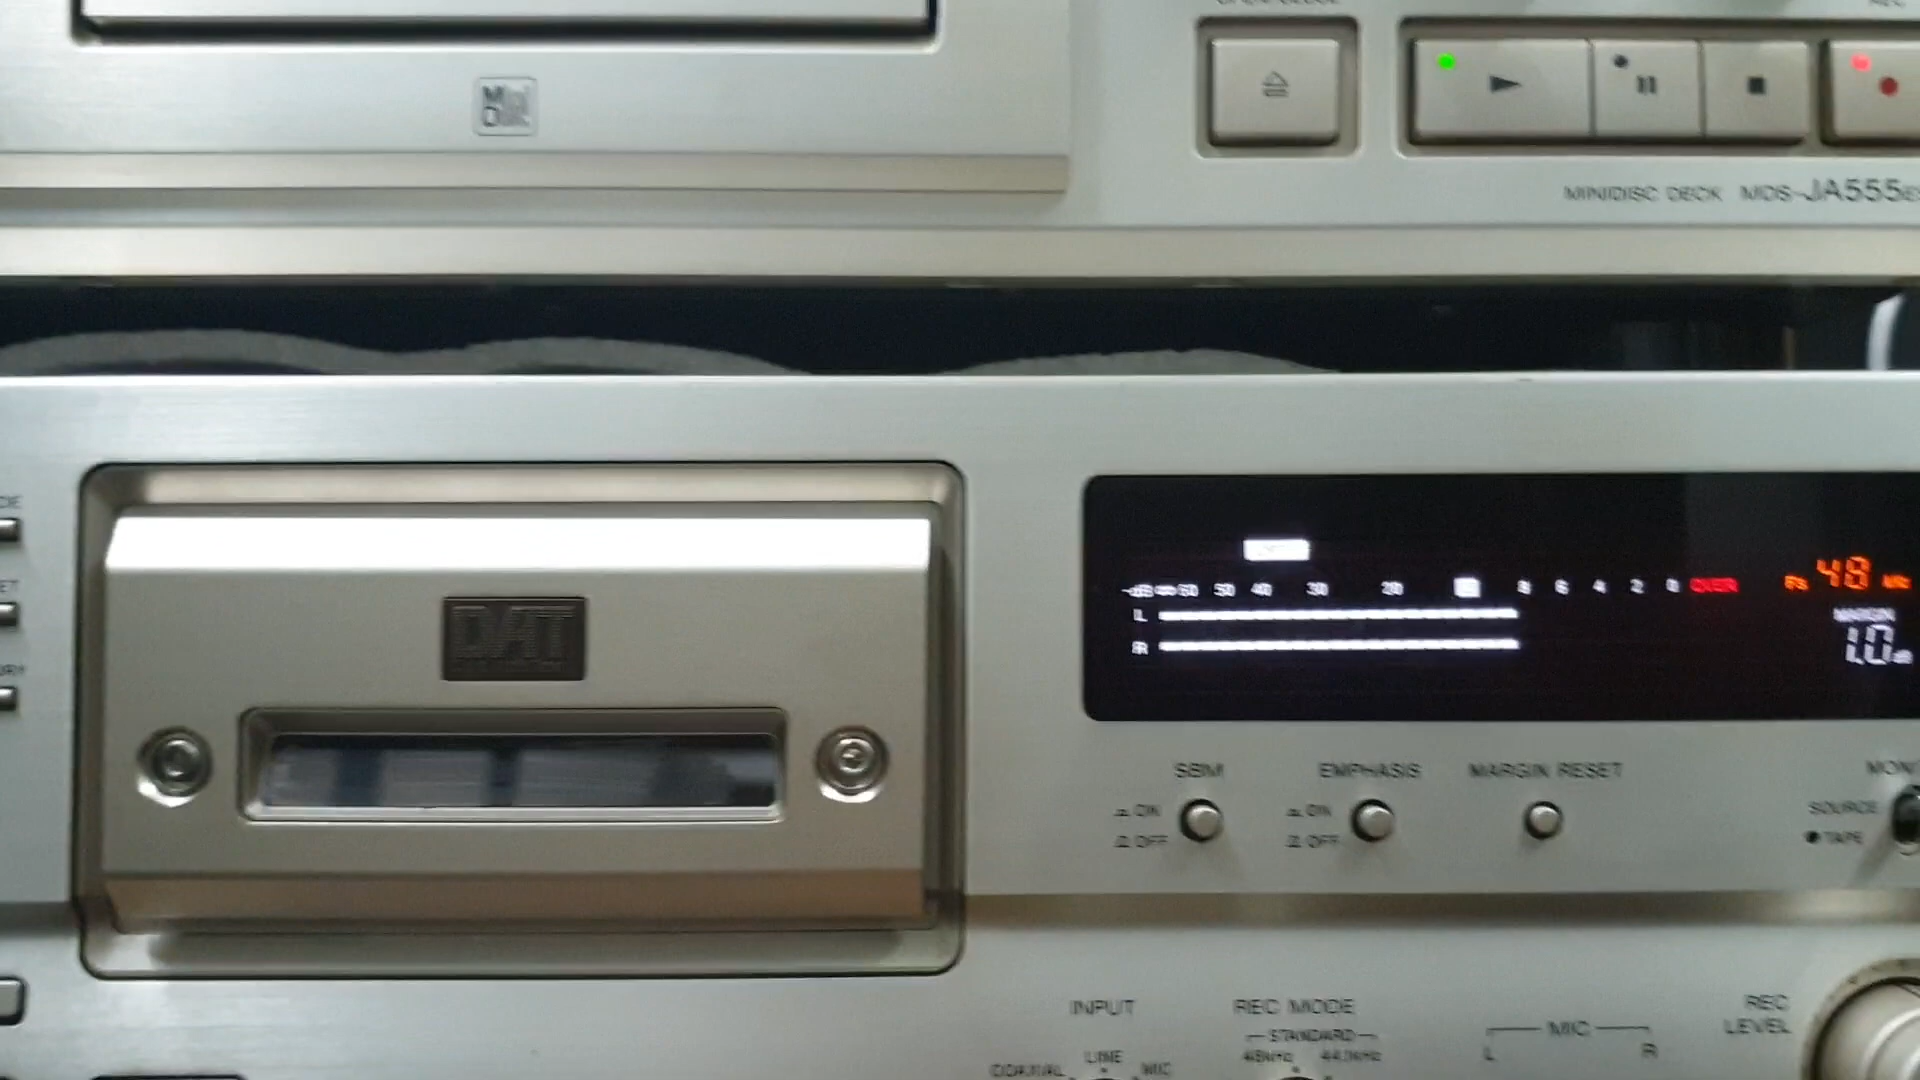 MINIDISC DECK MDS-JA555ES
DAT
-dB ∞ 60 50 40 30 20 8 6 4 2 0 OVER
Fs 48 kHz
L
R
MARGIN
1.0 dB
SBM
ON
OFF
EMPHASIS
ON
OFF
MARGIN RESET
SOURCE
TAPE
INPUT
COAXIAL LINE MIC
REC MODE
STANDARD
48kHz 44.1kHz
MIC
L R
REC
LEVEL